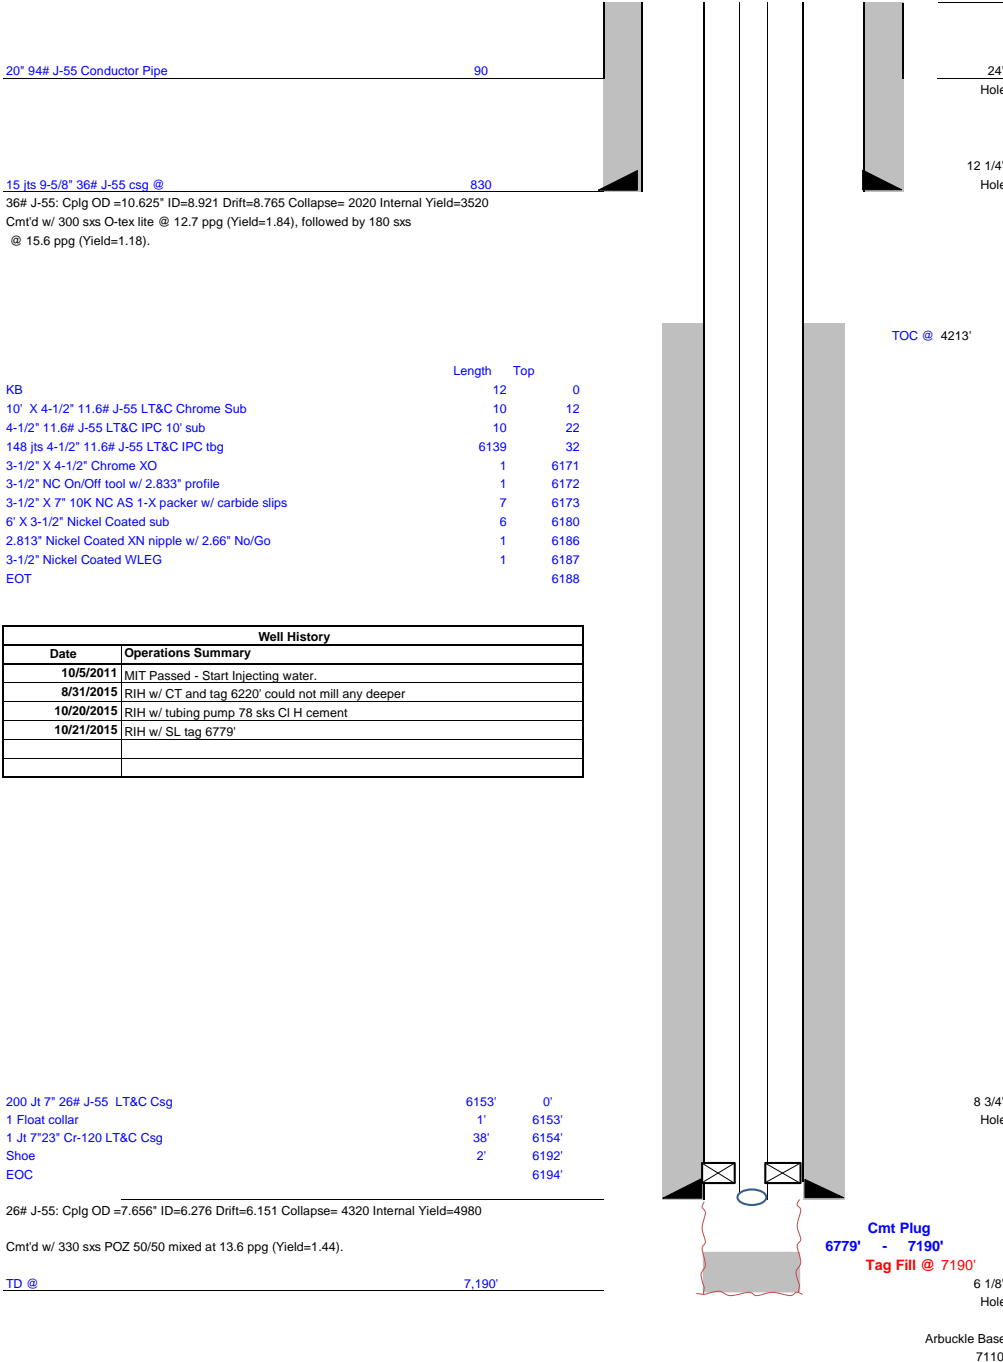 20" 94# J-55 Conductor Pipe 90 24"
Hole
12 1/4"
15 jts 9-5/8" 36# J-55 csg @ 830 Hole
36# J-55: Cplg OD =10.625" ID=8.921 Drift=8.765 Collapse= 2020 Internal Yield=3520
Cmt'd w/ 300 sxs O-tex lite @ 12.7 ppg (Yield=1.84), followed by 180 sxs
@ 15.6 ppg (Yield=1.18).
TOC @ 4213'
Length Top
KB 12 0
10' X 4-1/2" 11.6# J-55 LT&C Chrome Sub 10 12
4-1/2" 11.6# J-55 LT&C IPC 10' sub 10 22
148 jts 4-1/2" 11.6# J-55 LT&C IPC tbg 6139 32
3-1/2" X 4-1/2" Chrome XO 1 6171
3-1/2" NC On/Off tool w/ 2.833" profile 1 6172
3-1/2" X 7" 10K NC AS 1-X packer w/ carbide slips 7 6173
6' X 3-1/2" Nickel Coated sub 6 6180
2.813" Nickel Coated XN nipple w/ 2.66" No/Go 1 6186
3-1/2" Nickel Coated WLEG 1 6187
EOT 6188
Well History
Date Operations Summary
10/5/2011 MIT Passed - Start Injecting water.
8/31/2015 RIH w/ CT and tag 6220' could not mill any deeper
10/20/2015 RIH w/ tubing pump 78 sks Cl H cement
10/21/2015 RIH w/ SL tag 6779'
200 Jt 7" 26# J-55 LT&C Csg 6153' 0' 8 3/4"
1 Float collar 1' 6153' Hole
1 Jt 7"23" Cr-120 LT&C Csg 38' 6154'
Shoe 2' 6192'
EOC 6194'
26# J-55: Cplg OD =7.656" ID=6.276 Drift=6.151 Collapse= 4320 Internal Yield=4980
Cmt Plug
Cmt'd w/ 330 sxs POZ 50/50 mixed at 13.6 ppg (Yield=1.44). 6779' - 7190'
Tag Fill @ 7190'
TD @ 7,190' 6 1/8"
Hole
Arbuckle Base
7110